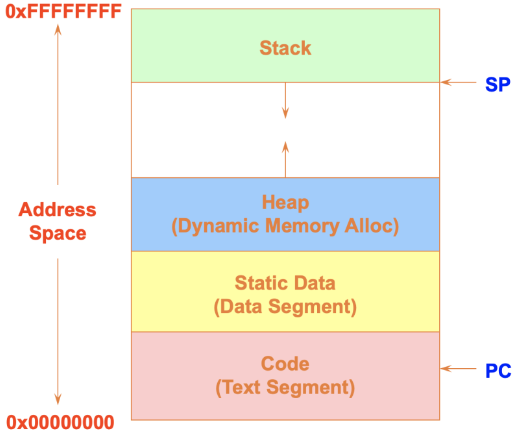 0xFFFFFFFF
Stack
SP
Address
Space
Heap
(Dynamic Memory Alloc)
Static Data
(Data Segment)
Code
(Text Segment)
PC
0x00000000